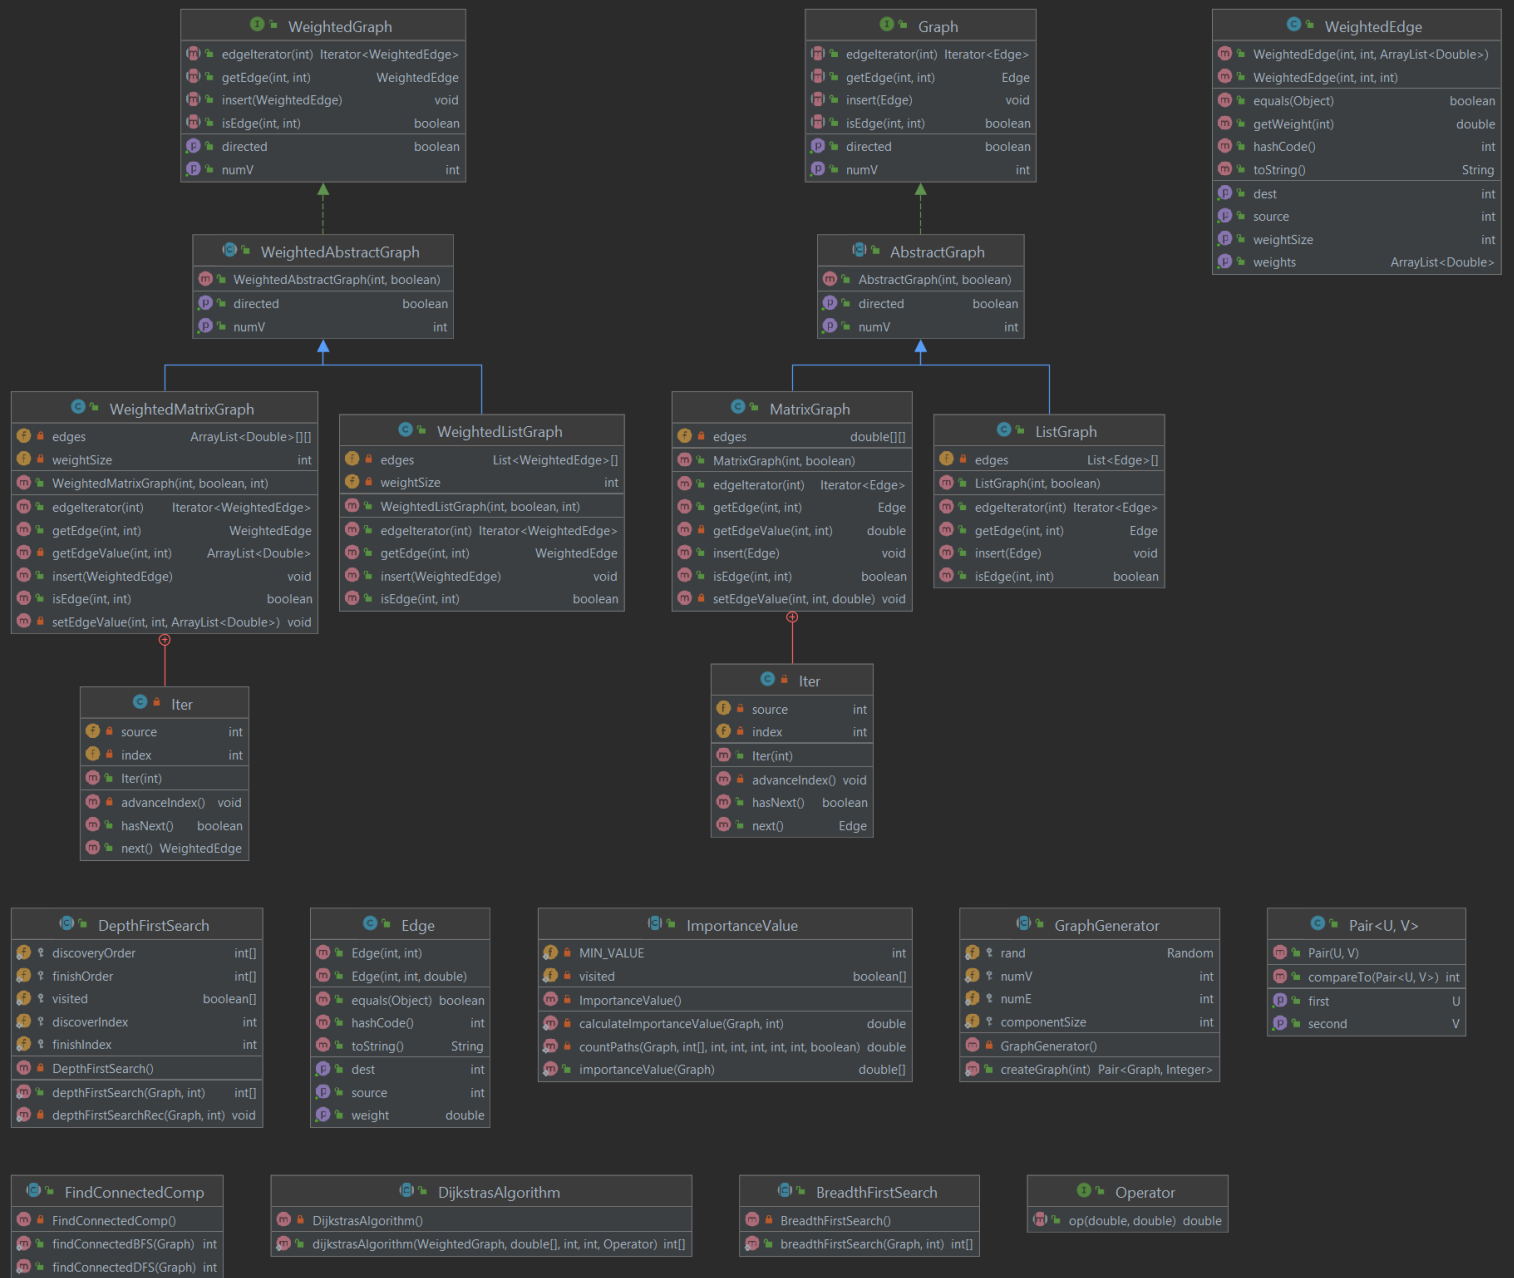 WeightedGraph
edgeIterator(int) Iterator<WeightedEdge>
getEdge(int, int) WeightedEdge
insert(WeightedEdge) void
isEdge(int, int) boolean
directed boolean
numV int
Graph
edgeIterator(int) Iterator<Edge>
getEdge(int, int) Edge
insert(Edge) void
isEdge(int, int) boolean
directed boolean
numV int
WeightedEdge
WeightedEdge(int, int, ArrayList<Double>)
WeightedEdge(int, int, int)
equals(Object) boolean
getWeight(int) double
hashCode() int
toString() String
dest int
source int
weightSize int
weights ArrayList<Double>
WeightedAbstractGraph
WeightedAbstractGraph(int, boolean)
directed boolean
numV int
AbstractGraph
AbstractGraph(int, boolean)
directed boolean
numV int
WeightedMatrixGraph
edges ArrayList<Double>[][]
weightSize int
WeightedMatrixGraph(int, boolean, int)
edgeIterator(int) Iterator<WeightedEdge>
getEdge(int, int) WeightedEdge
getEdgeValue(int, int) ArrayList<Double>
insert(WeightedEdge) void
isEdge(int, int) boolean
setEdgeValue(int, int, ArrayList<Double>) void
WeightedListGraph
edges List<WeightedEdge>[]
weightSize int
WeightedListGraph(int, boolean, int)
edgeIterator(int) Iterator<WeightedEdge>
getEdge(int, int) WeightedEdge
insert(WeightedEdge) void
isEdge(int, int) boolean
MatrixGraph
edges double[][]
MatrixGraph(int, boolean)
edgeIterator(int) Iterator<Edge>
getEdge(int, int) Edge
getEdgeValue(int, int) double
insert(Edge) void
isEdge(int, int) boolean
setEdgeValue(int, int, double) void
ListGraph
edges List<Edge>[]
ListGraph(int, boolean)
edgeIterator(int) Iterator<Edge>
getEdge(int, int) Edge
insert(Edge) void
isEdge(int, int) boolean
Iter
source int
index int
Iter(int)
advanceIndex() void
hasNext() boolean
next() WeightedEdge
Iter
source int
index int
Iter(int)
advanceIndex() void
hasNext() boolean
next() Edge
DepthFirstSearch
discoveryOrder int[]
finishOrder int[]
visited boolean[]
discoverIndex int
finishIndex int
DepthFirstSearch()
depthFirstSearch(Graph, int) int[]
depthFirstSearchRec(Graph, int) void
Edge
Edge(int, int)
Edge(int, int, double)
equals(Object) boolean
hashCode() int
toString() String
dest int
source int
weight double
ImportanceValue
MIN_VALUE int
visited boolean[]
ImportanceValue()
calculateImportanceValue(Graph, int) double
countPaths(Graph, int[], int, int, int, int, int, boolean) double
importanceValue(Graph) double[]
GraphGenerator
rand Random
numV int
numE int
componentSize int
GraphGenerator()
createGraph(int) Pair<Graph, Integer>
Pair<U, V>
Pair(U, V)
compareTo(Pair<U, V>) int
first U
second V
FindConnectedComp
FindConnectedComp()
findConnectedBFS(Graph) int
findConnectedDFS(Graph) int
DijkstrasAlgorithm
DijkstrasAlgorithm()
dijkstrasAlgorithm(WeightedGraph, double[], int, int, Operator) int[]
BreadthFirstSearch
BreadthFirstSearch()
breadthFirstSearch(Graph, int) int[]
Operator
op(double, double) double